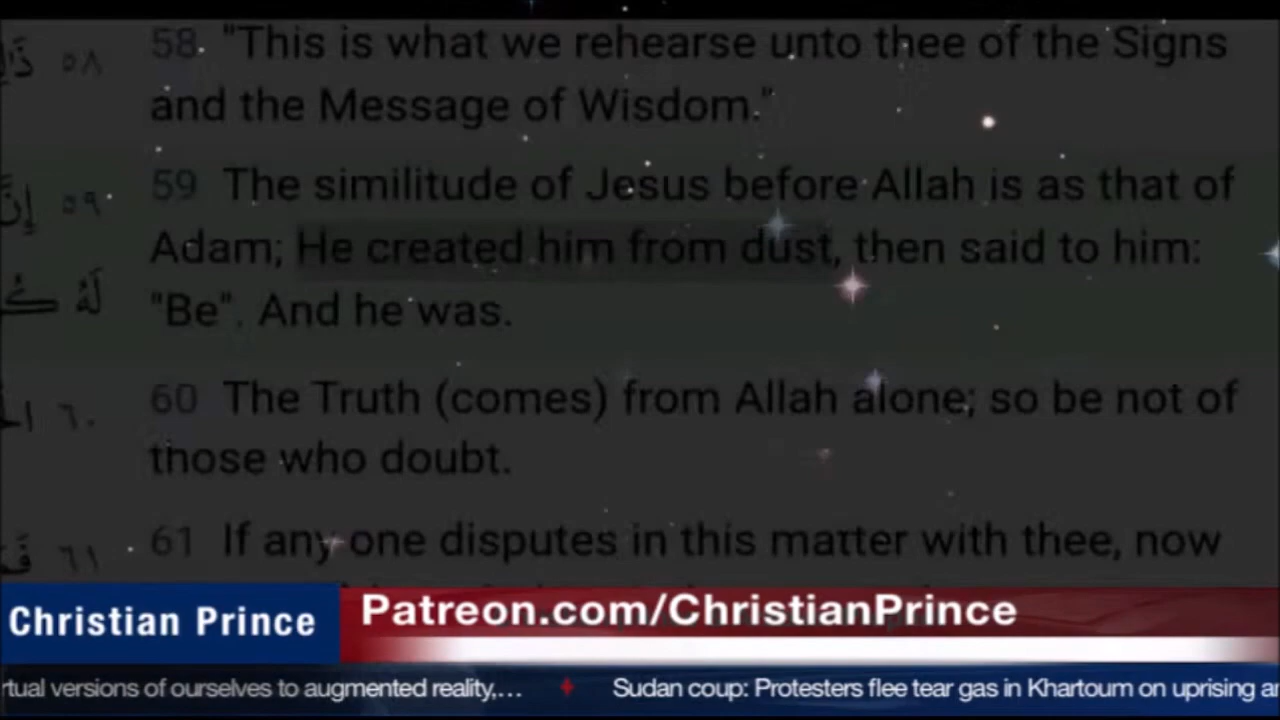 58 "This is what we rehearse unto thee of the Signs
and the Message of Wisdom."
٥٨
59 The similitude of Jesus before Allah is as that of
Adam; He created him from dust, then said to him:
"Be". And he was.
٥٩
لَهُ
60 The Truth (comes) from Allah alone; so be not of
those who doubt.
٦٠
61 If any one disputes in this matter with thee, now
٦١
Christian Prince
Patreon.com/ChristianPrince
rtual versions of ourselves to augmented reality,... Sudan coup: Protesters flee tear gas in Khartoum on uprising